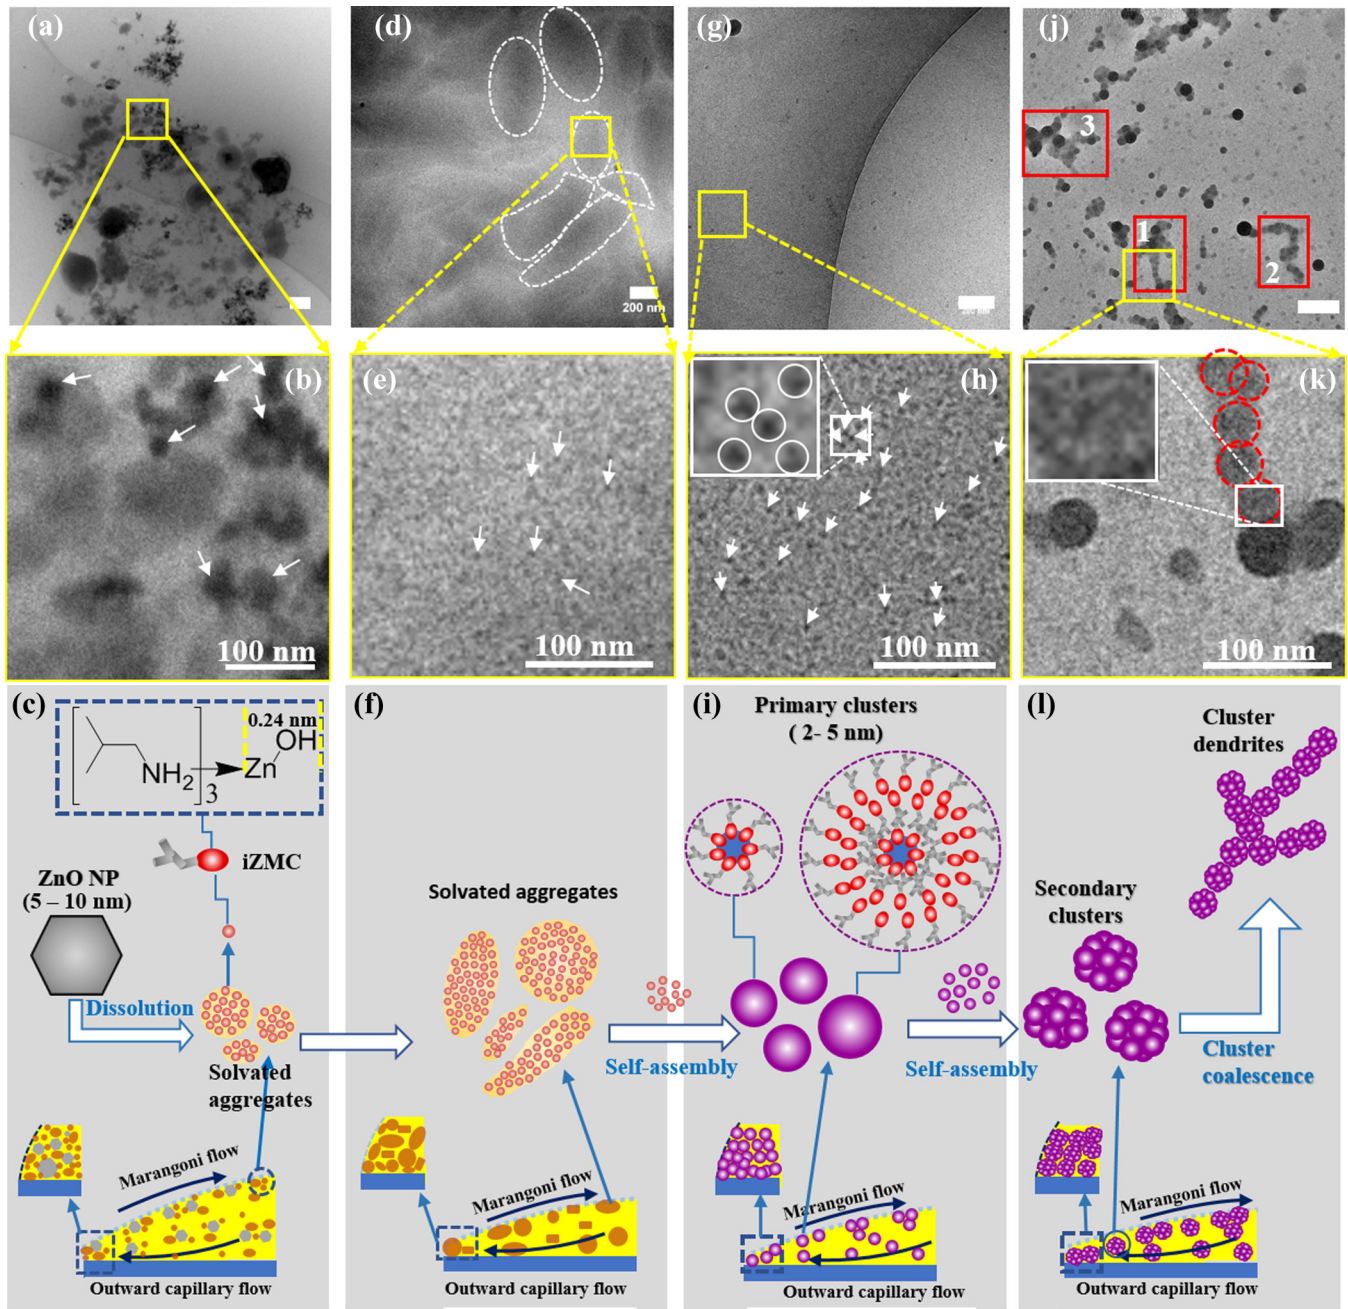 (a)
(d)
200 nm
(g)
(j)
3
1
2
(b)
100 nm
(e)
100 nm
(h)
100 nm
(k)
100 nm
(c)
0.24 nm
OH
NH2
3
Zn
iZMC
ZnO NP
(5 – 10 nm)
Dissolution
Solvated
aggregates
Marangoni flow
Outward capillary flow
(f)
Solvated aggregates
Self-assembly
Marangoni flow
Outward capillary flow
(i)
Primary clusters
( 2- 5 nm)
Self-assembly
Marangoni flow
Outward capillary flow
(l)
Cluster
dendrites
Secondary
clusters
Cluster
coalescence
Marangoni flow
Outward capillary flow